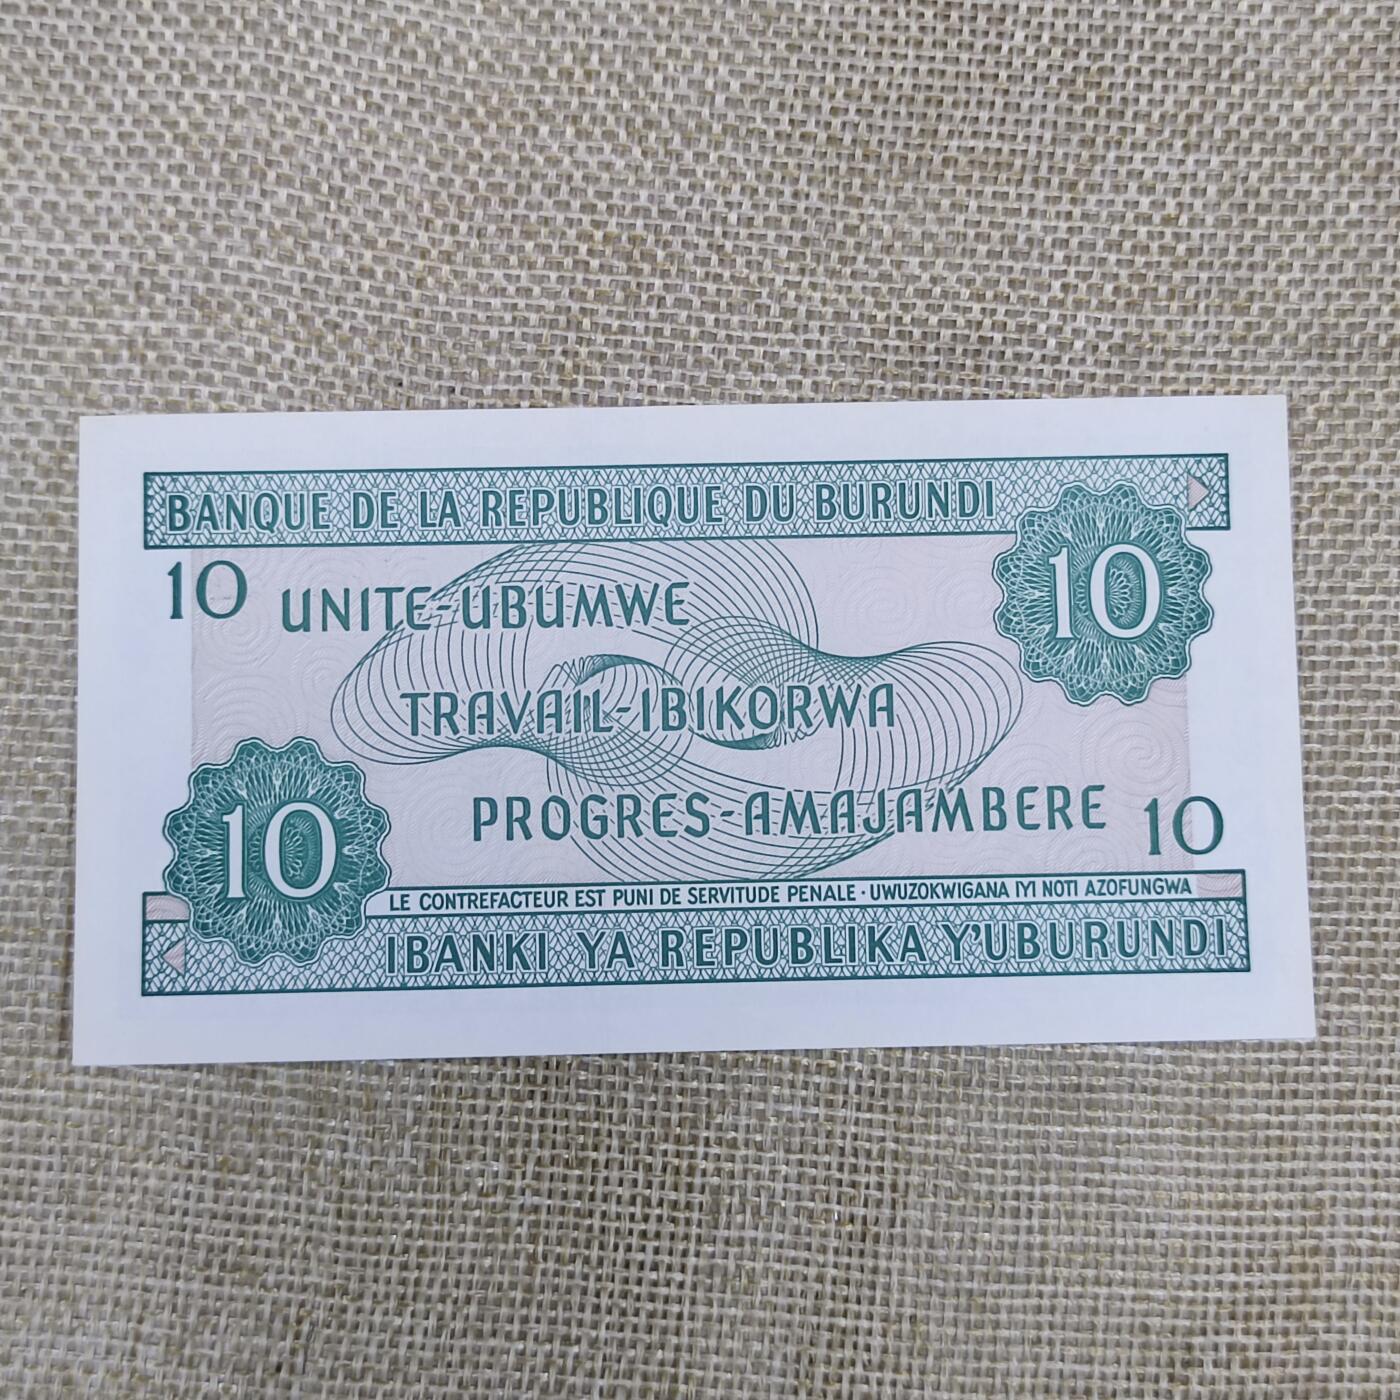 BANQUE DE LA REPUBLIQUE DU BURUNDI
10
10
UNITE-UBUMWE
TRAVAIL-IBIKORWA
PROGRES-AMAJAMBERE
10
10
LE CONTREFACTEUR EST PUNI DE SERVITUDE PENALE · UWUZOKWIGANA IYI NOTI AZOFUNGWA
IBANKI YA REPUBLIKA Y'UBURUNDI